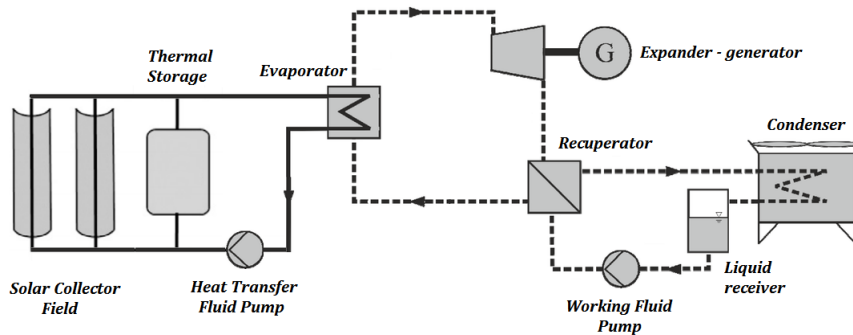 Thermal
Storage
Evaporator
G
Expander - generator
Recuperator
Condenser
Solar Collector
Field
Heat Transfer
Fluid Pump
Working Fluid
Pump
Liquid
receiver